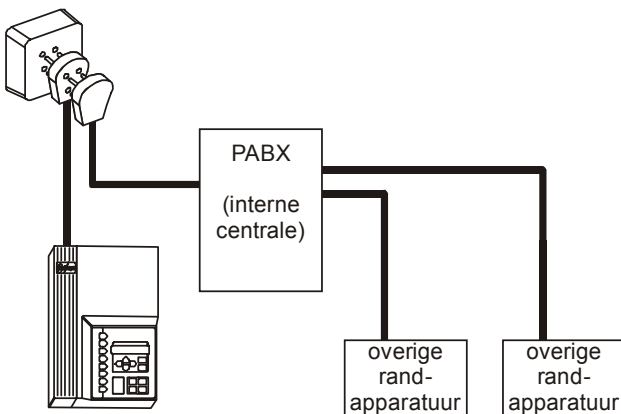 PABX
(interne
centrale)
overige
rand-
apparatuur
overige
rand-
apparatuur